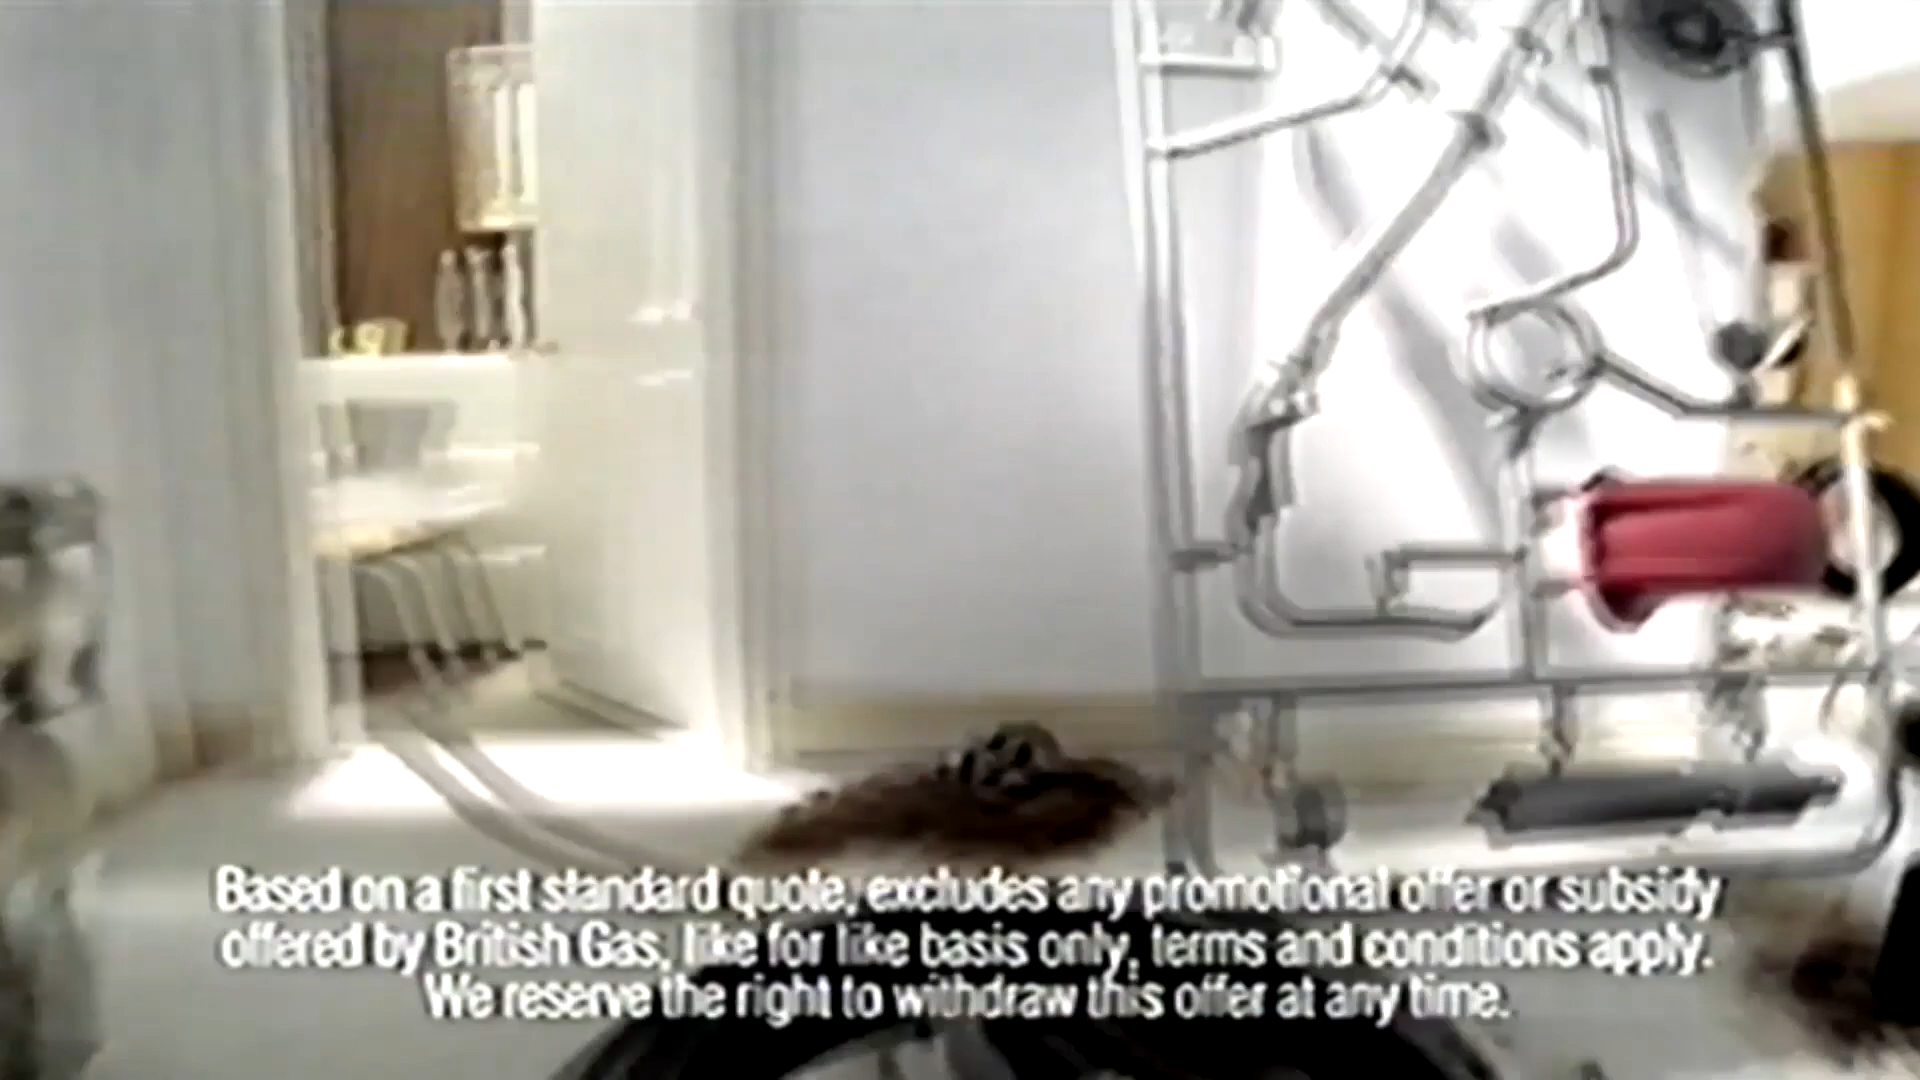 Based on a first standard quote, excludes any promotional offer or subsidy
offered by British Gas, like for like basis only, terms and conditions apply.
We reserve the right to withdraw this offer at any time.